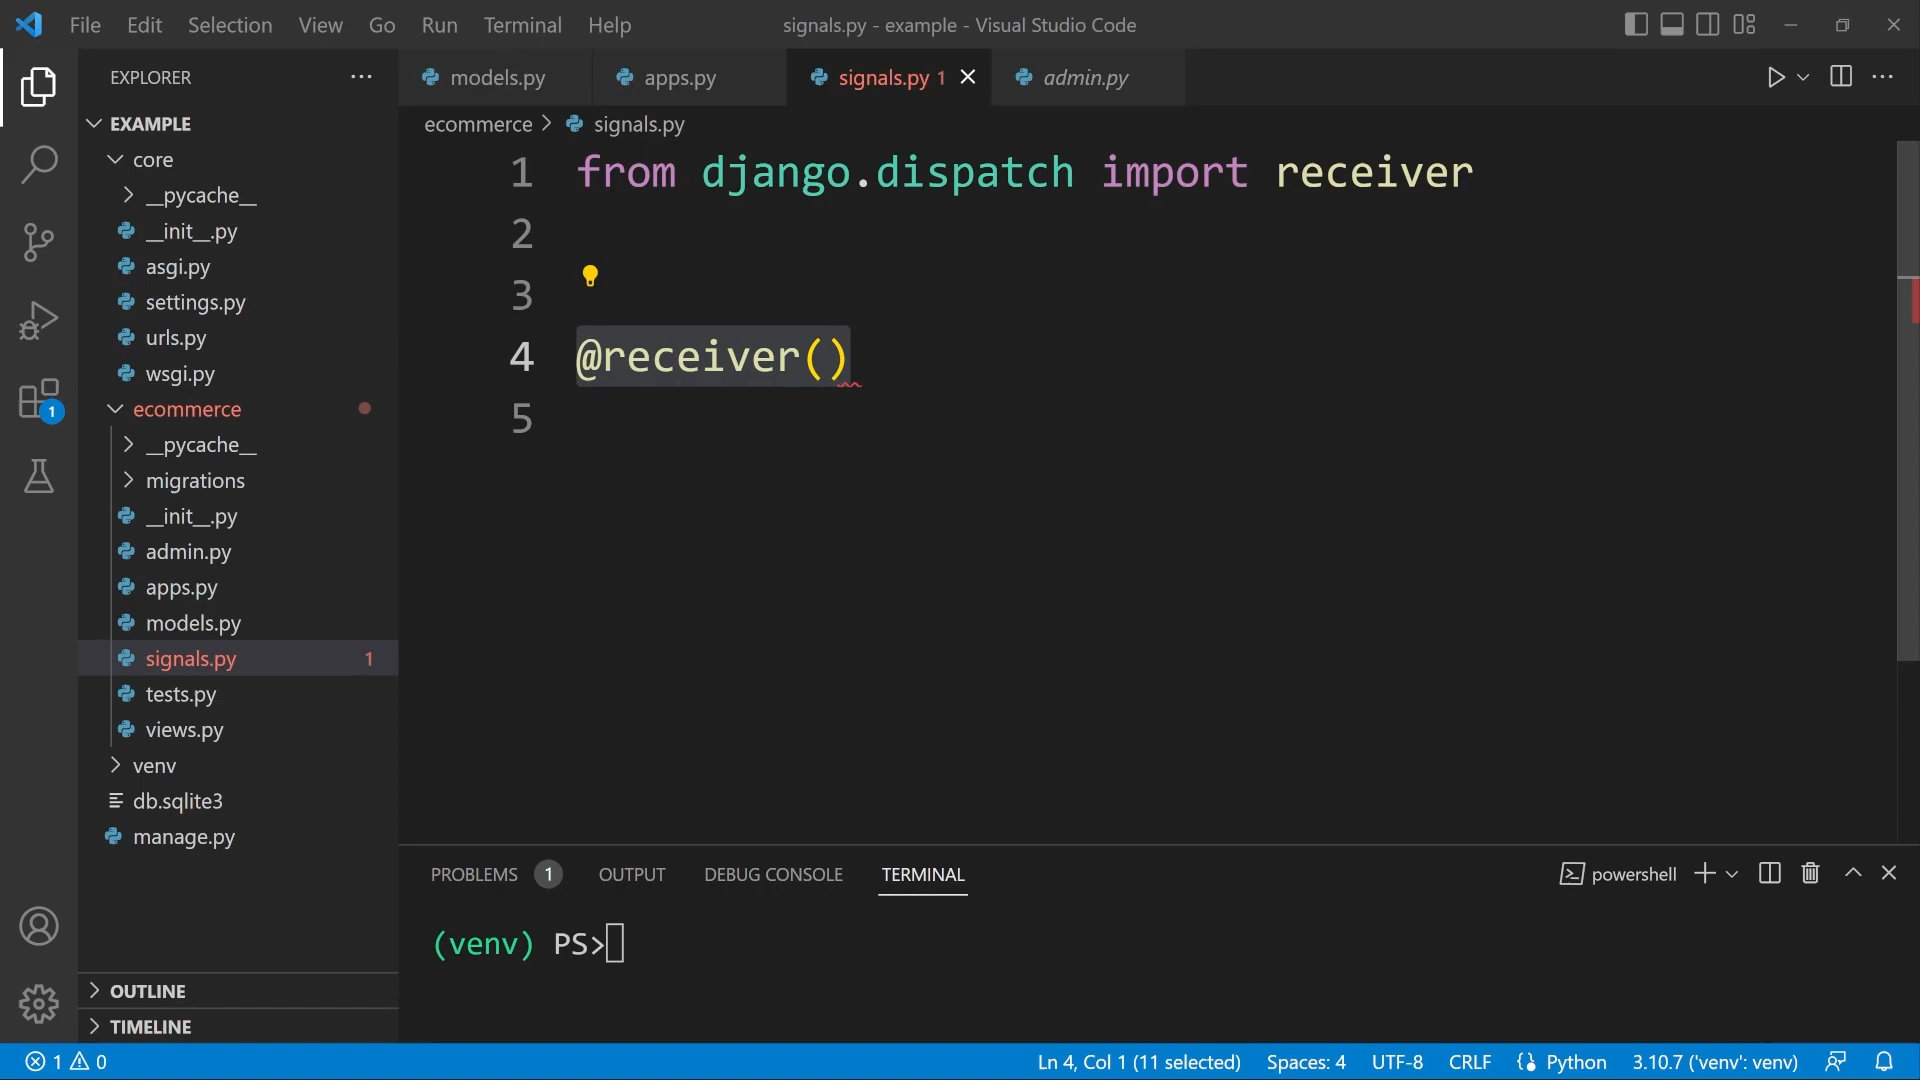 File Edit Selection View Go Run Terminal Help
signals.py - example - Visual Studio Code
EXPLORER
models.py
apps.py
signals.py 1
admin.py
EXAMPLE
core
__pycache__
__init__.py
asgi.py
settings.py
urls.py
wsgi.py
1
ecommerce
__pycache__
migrations
__init__.py
admin.py
apps.py
models.py
signals.py 1
tests.py
views.py
venv
db.sqlite3
manage.py
OUTLINE
TIMELINE
ecommerce > signals.py
1 from django.dispatch import receiver
2
3
4 @receiver()
5
PROBLEMS 1 OUTPUT DEBUG CONSOLE TERMINAL
powershell
(venv) PS>
1 0
Ln 4, Col 1 (11 selected) Spaces: 4 UTF-8 CRLF Python 3.10.7 ('venv': venv)